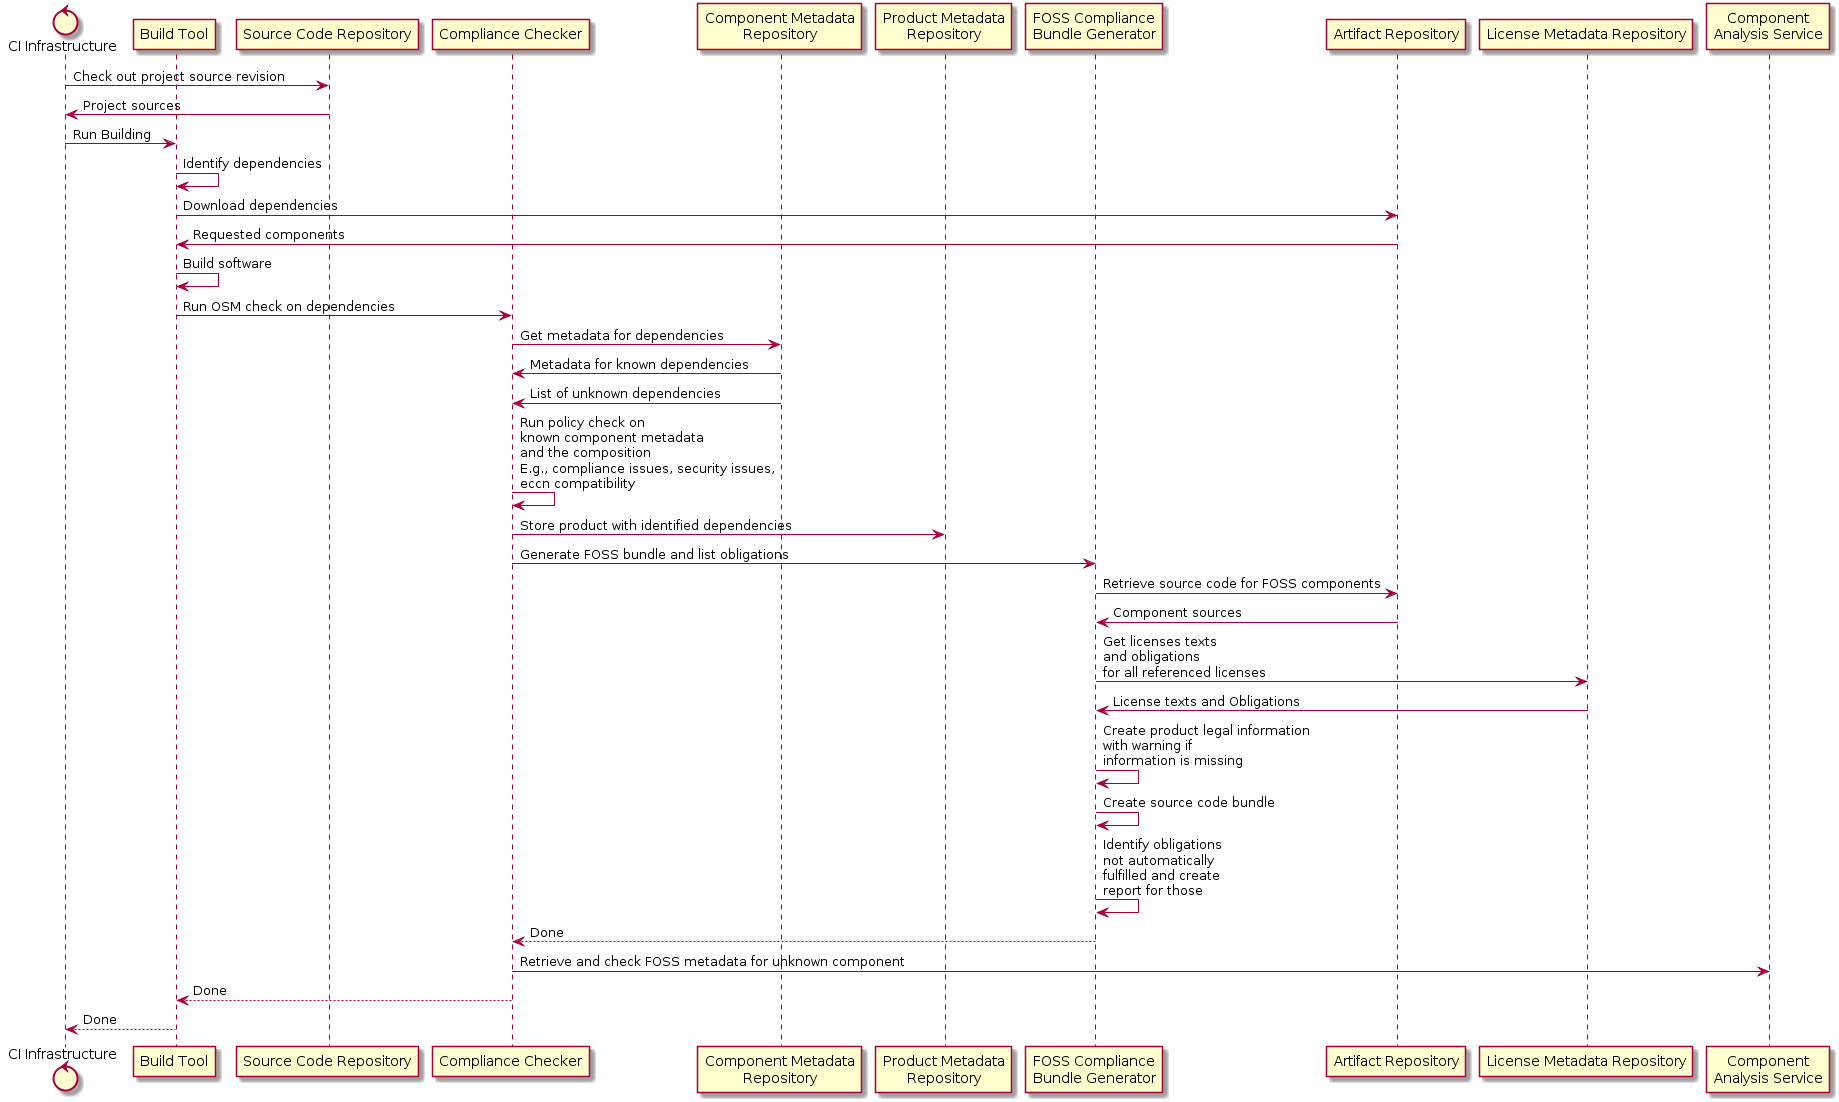 CI Infrastructure
Build Tool
Source Code Repository
Compliance Checker
Component Metadata
Repository
Product Metadata
Repository
FOSS Compliance
Bundle Generator
Artifact Repository
License Metadata Repository
Component
Analysis Service
Check out project source revision
Project sources
Run Building
Identify dependencies
Download dependencies
Requested components
Build software
Run OSM check on dependencies
Get metadata for dependencies
Metadata for known dependencies
List of unknown dependencies
Run policy check on
known component metadata
and the composition
E.g., compliance issues, security issues,
eccn compatibility
Store product with identified dependencies
Generate FOSS bundle and list obligations
Retrieve source code for FOSS components
Component sources
Get licenses texts
and obligations
for all referenced licenses
License texts and Obligations
Create product legal information
with warning if
information is missing
Create source code bundle
Identify obligations
not automatically
fulfilled and create
report for those
Done
Retrieve and check FOSS metadata for unknown component
Done
Done
CI Infrastructure
Build Tool
Source Code Repository
Compliance Checker
Component Metadata
Repository
Product Metadata
Repository
FOSS Compliance
Bundle Generator
Artifact Repository
License Metadata Repository
Component
Analysis Service